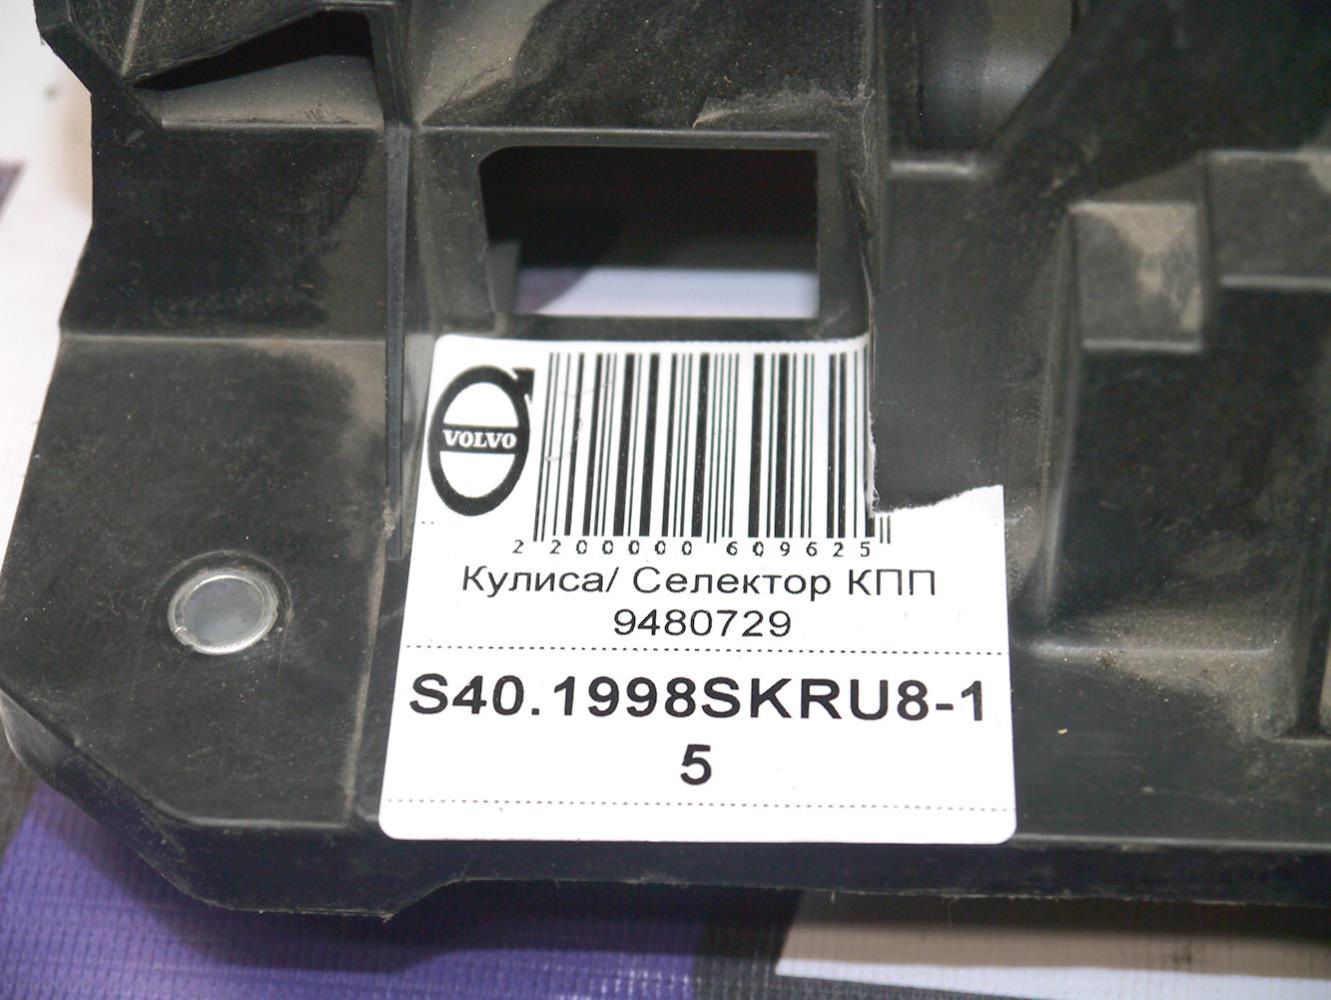 VOLVO
2 200000 609625
Кулиса/ Селектор КПП
9480729
S40.1998SKRU8-1
5